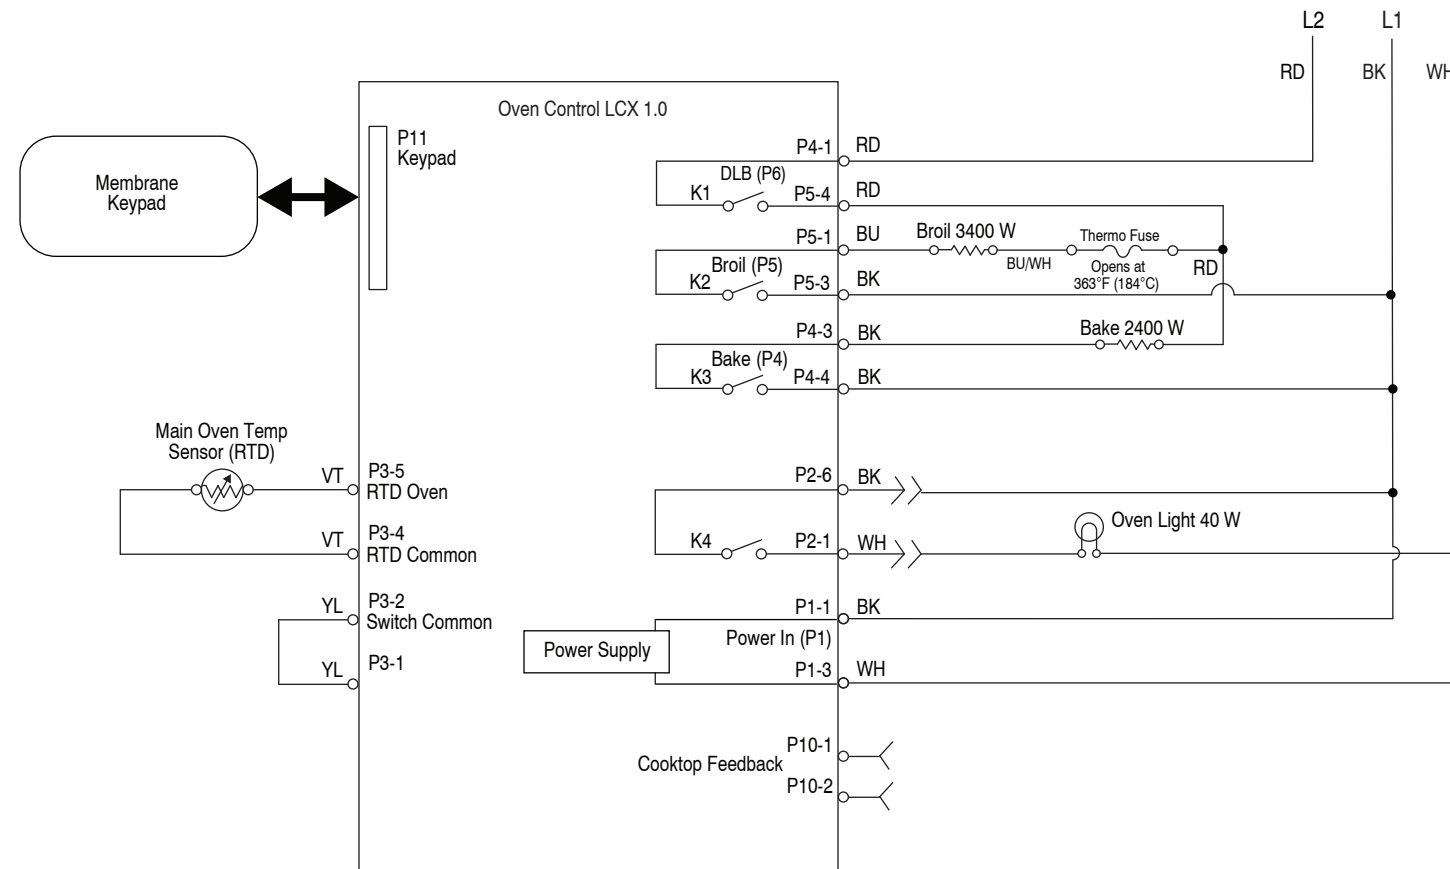 L2
L1
RD
BK
WH
Oven Control LCX 1.0
P11
Keypad
Membrane
Keypad
P4-1
RD
DLB (P6)
K1
P5-4
RD
P5-1
BU
Broil 3400 W
Thermo Fuse
BU/WH
Opens at
363°F (184°C)
RD
Broil (P5)
K2
P5-3
BK
P4-3
BK
Bake 2400 W
Bake (P4)
K3
P4-4
BK
Main Oven Temp
Sensor (RTD)
VT
P3-5
RTD Oven
P2-6
BK
VT
P3-4
RTD Common
K4
P2-1
WH
Oven Light 40 W
YL
P3-2
Switch Common
P1-1
BK
Power Supply
Power In (P1)
YL
P3-1
P1-3
WH
Cooktop Feedback
P10-1
P10-2